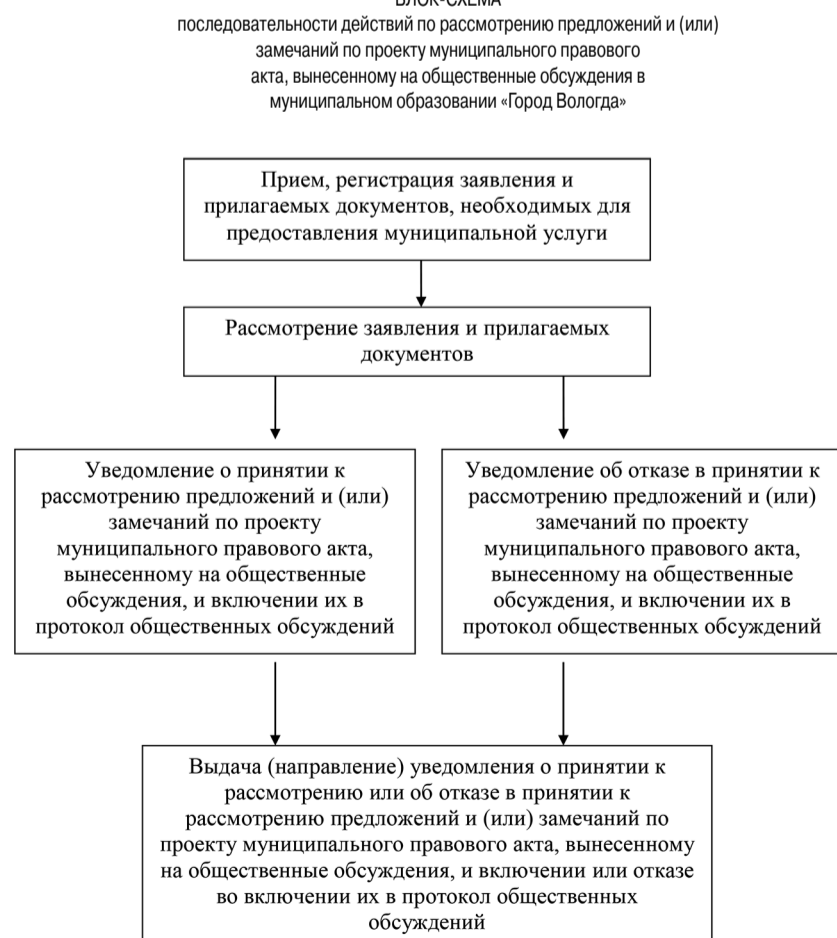 БЛОК-СХЕМА
последовательности действий по рассмотрению предложений и (или)
замечаний по проекту муниципального правового
акта, вынесенному на общественные обсуждения в
муниципальном образовании «Город Вологда»
Прием, регистрация заявления и
прилагаемых документов, необходимых для
предоставления муниципальной услуги
Рассмотрение заявления и прилагаемых
документов
Уведомление о принятии к
рассмотрению предложений и (или)
замечаний по проекту
муниципального правового акта,
вынесенному на общественные
обсуждения, и включении их в
протокол общественных обсуждений
Уведомление об отказе в принятии к
рассмотрению предложений и (или)
замечаний по проекту
муниципального правового акта,
вынесенному на общественные
обсуждения, и включении их в
протокол общественных обсуждений
Выдача (направление) уведомления о принятии к
рассмотрению или об отказе в принятии к
рассмотрению предложений и (или) замечаний по
проекту муниципального правового акта, вынесенному
на общественные обсуждения, и включении или отказе
во включении их в протокол общественных
обсуждений